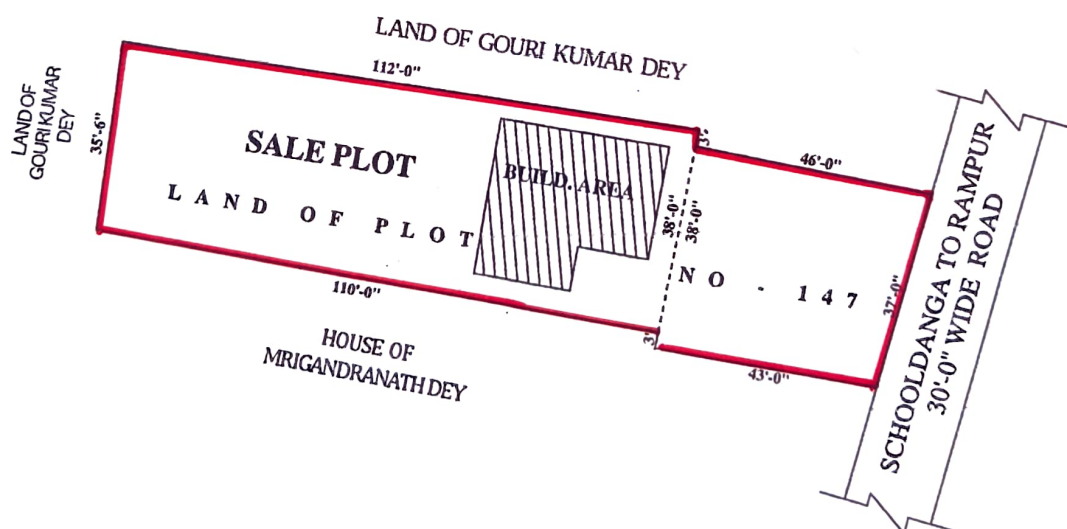 LAND OF GOURI KUMAR DEY
112'-0"
LAND OF
GOURI KUMAR
DEY
35'-6"
SALE PLOT
LAND OF PLOT
BUILD. AREA
3'
46'-0"
38'-0"
38'-0"
NO - 147
37'-0"
110'-0"
3'
43'-0"
HOUSE OF
MRIGANDRANATH DEY
SCHOOLDANGA TO RAMPUR
30'-0" WIDE ROAD